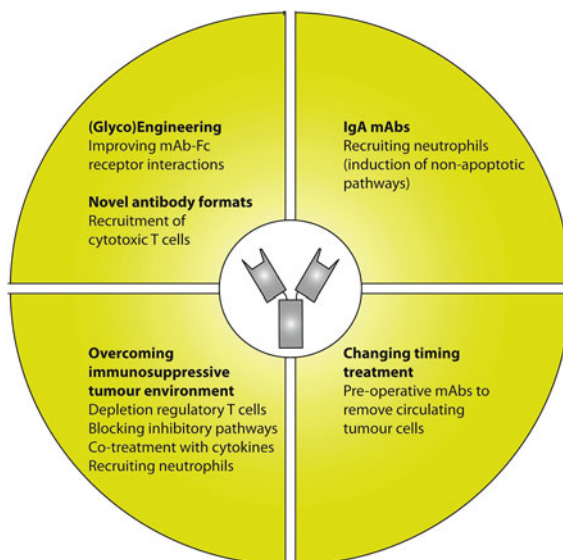 (Glyco)Engineering
Improving mAb-Fc
receptor interactions
Novel antibody formats
Recruitment of
cytotoxic T cells
IgA mAbs
Recruiting neutrophils
(induction of non-apoptotic
pathways)
Overcoming
immunosuppressive
tumour environment
Depletion regulatory T cells
Blocking inhibitory pathways
Co-treatment with cytokines
Recruiting neutrophils
Changing timing
treatment
Pre-operative mAbs to
remove circulating
tumour cells